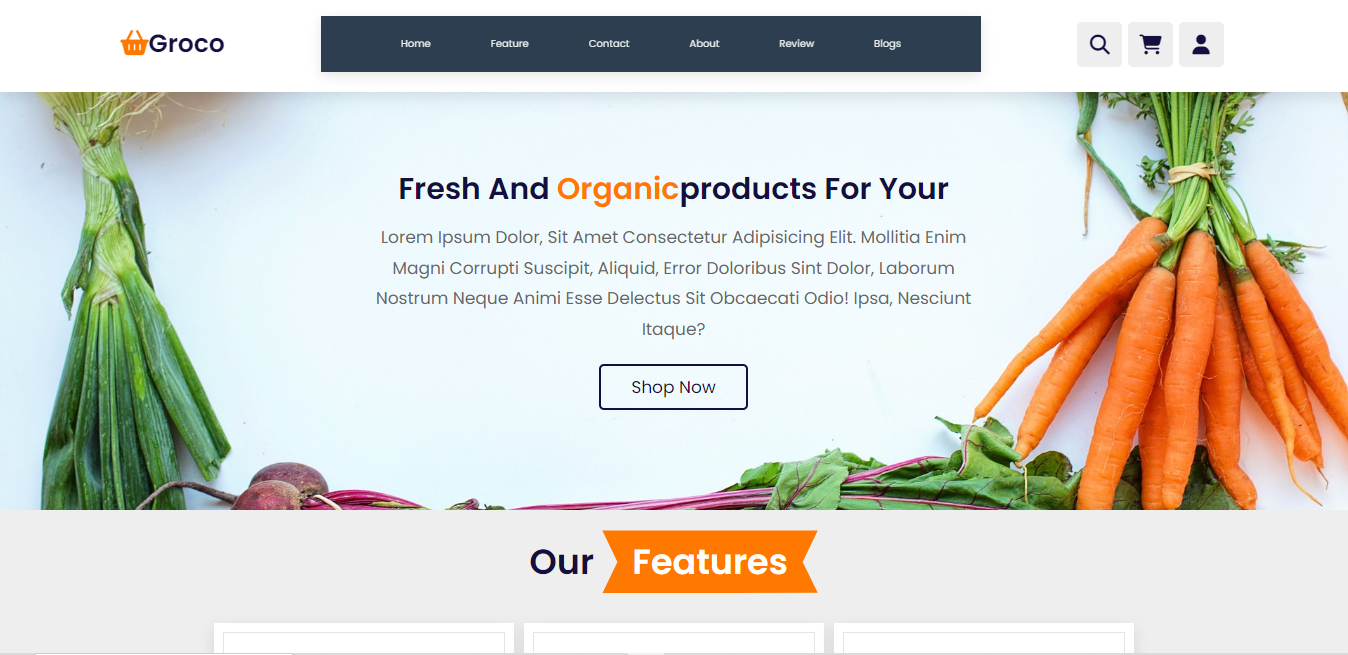 Groco
Home Feature Contact About Review Blogs
Fresh And Organicproducts For Your
Lorem Ipsum Dolor, Sit Amet Consectetur Adipisicing Elit. Mollitia Enim
Magni Corrupti Suscipit, Aliquid, Error Doloribus Sint Dolor, Laborum
Nostrum Neque Animi Esse Delectus Sit Obcaecati Odio! Ipsa, Nesciunt
Itaque?
Shop Now
Our Features